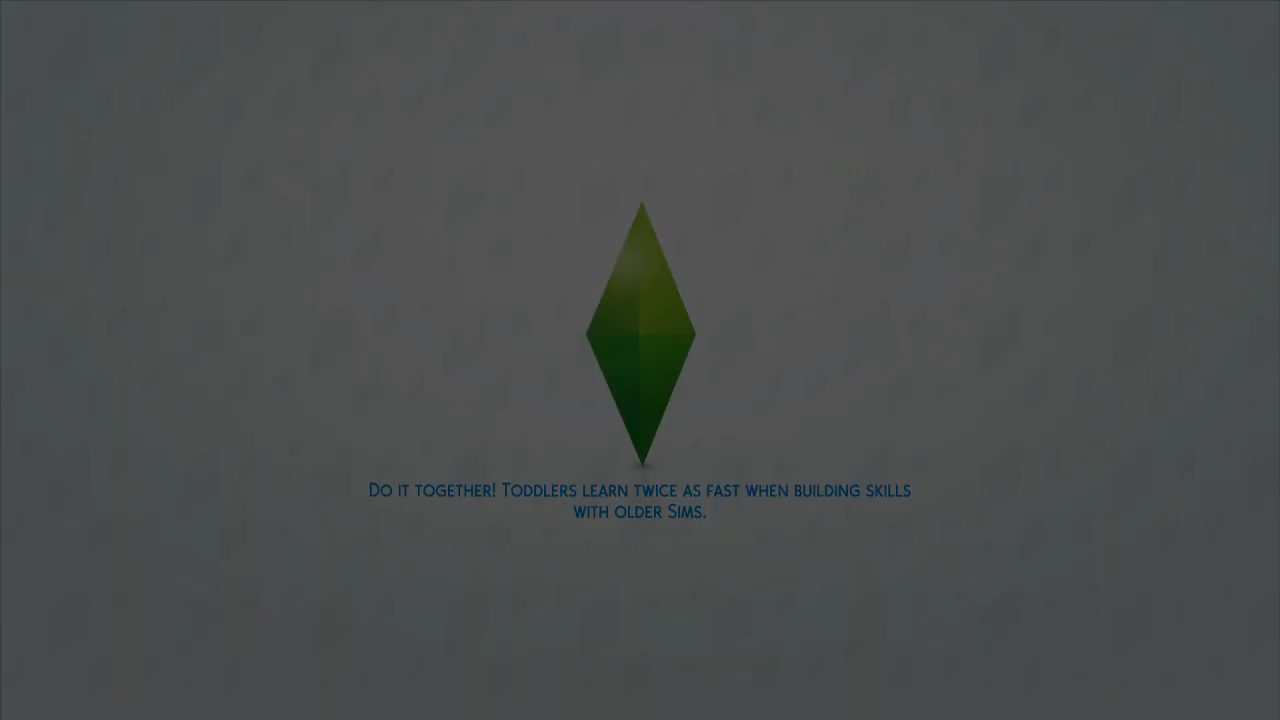 Do it together! Toddlers learn twice as fast when building skills
with older Sims.